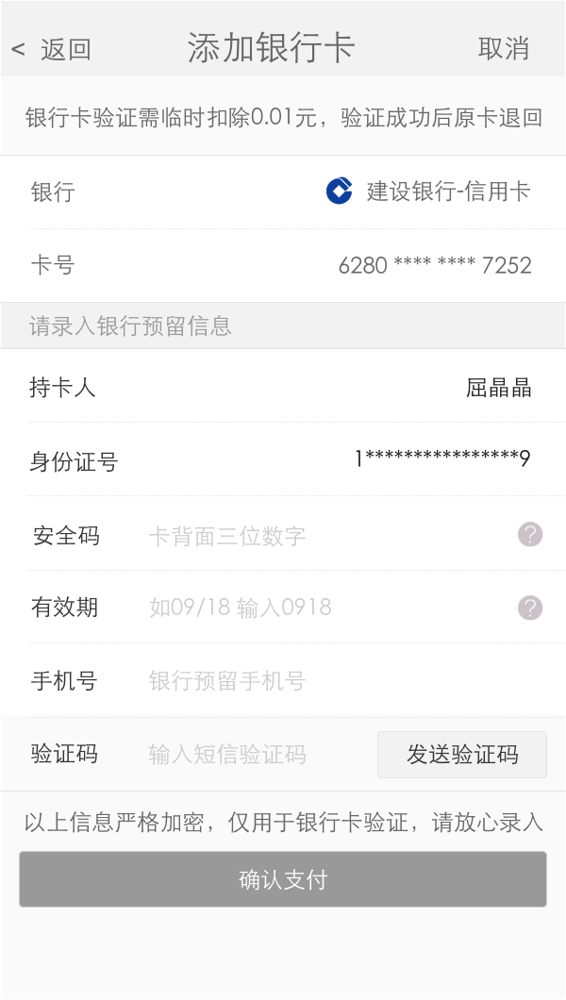 < 返回 添加银行卡 取消
银行卡验证需临时扣除0.01元，验证成功后原卡退回
银行 建设银行-信用卡
卡号 6280 **** **** 7252
请录入银行预留信息
持卡人 屈晶晶
身份证号 1****************9
安全码 卡背面三位数字 ?
有效期 如09/18 输入0918 ?
手机号 银行预留手机号
验证码 输入短信验证码 发送验证码
以上信息严格加密，仅用于银行卡验证，请放心录入
确认支付